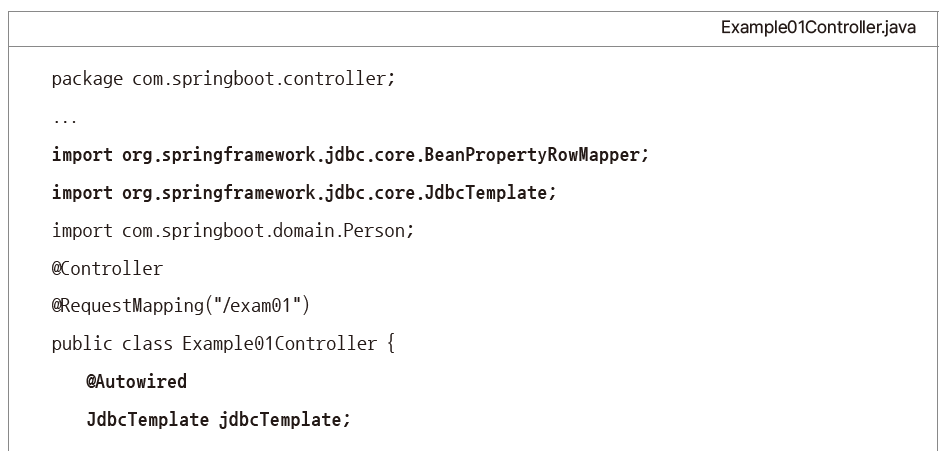 Example01Controller.java
package com.springboot.controller;
...
import org.springframework.jdbc.core.BeanPropertyRowMapper;
import org.springframework.jdbc.core.JdbcTemplate;
import com.springboot.domain.Person;
@Controller
@RequestMapping("/exam01")
public class Example01Controller {
@Autowired
JdbcTemplate jdbcTemplate;